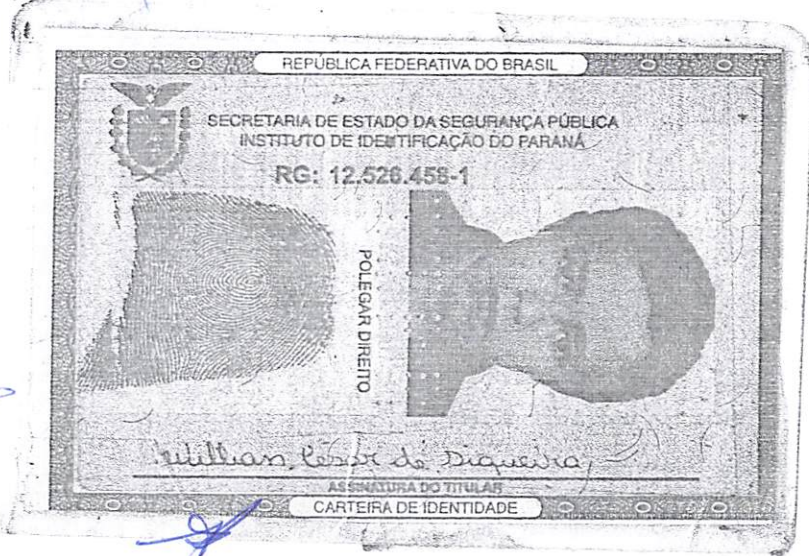 REPÚBLICA FEDERATIVA DO BRASIL
SECRETARIA DE ESTADO DA SEGURANÇA PÚBLICA
INSTITUTO DE IDENTIFICAÇÃO DO PARANÁ
RG: 12.526.458-1
POLEGAR DIREITO
Willian César de Siqueira
ASSINATURA DO TITULAR
CARTEIRA DE IDENTIDADE